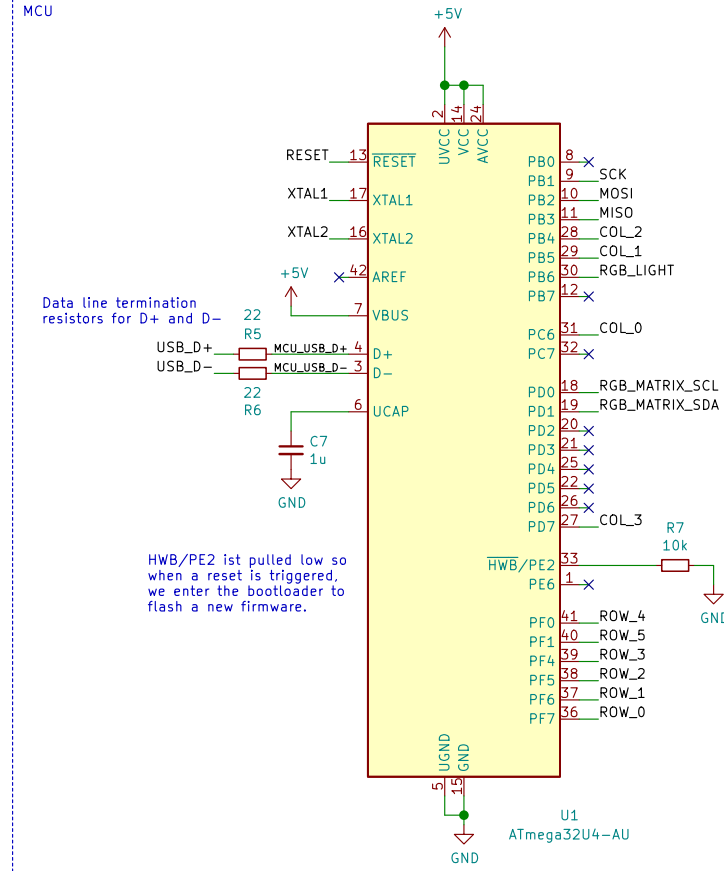 MCU
+5V
2
14
24
UVCC
VCC
AVCC
RESET 13 RESET
XTAL1 17 XTAL1
XTAL2 16 XTAL2
42 AREF
+5V
7 VBUS
Data line termination
resistors for D+ and D-
22
R5
USB_D+ MCU_USB_D+ 4 D+
USB_D- MCU_USB_D- 3 D-
22
R6
6 UCAP
C7
1u
GND
HWB/PE2 ist pulled low so
when a reset is triggered,
we enter the bootloader to
flash a new firmware.
PB0 8
PB1 9 SCK
PB2 10 MOSI
PB3 11 MISO
PB4 28 COL_2
PB5 29 COL_1
PB6 30 RGB_LIGHT
PB7 12
PC6 31 COL_0
PC7 32
PD0 18 RGB_MATRIX_SCL
PD1 19 RGB_MATRIX_SDA
PD2 20
PD3 21
PD4 25
PD5 22
PD6 26
PD7 27 COL_3
R7
10k
HWB/PE2 33
PE6 1
GND
PF0 41 ROW_4
PF1 40 ROW_5
PF4 39 ROW_3
PF5 38 ROW_2
PF6 37 ROW_1
PF7 36 ROW_0
UGND
GND
5
15
GND
U1
ATmega32U4-AU